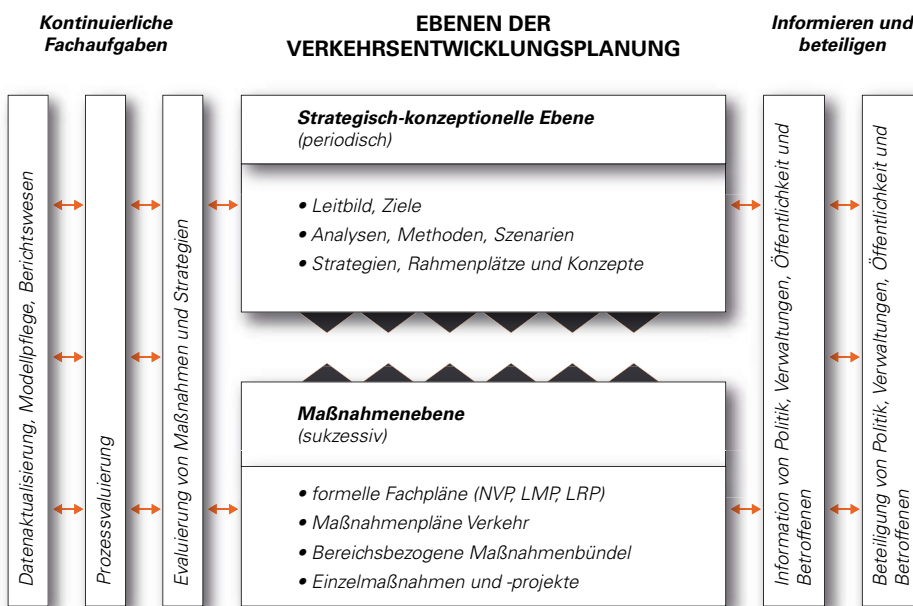 Kontinuierliche
Fachaufgaben
EBENEN DER
VERKEHRSENTWICKLUNGSPLANUNG
Informieren und
beteiligen
Datenaktualisierung, Modellpflege, Berichtswesen
Prozessvaluierung
Evaluierung von Maßnahmen und Strategien
Strategisch-konzeptionelle Ebene
(periodisch)
• Leitbild, Ziele
• Analysen, Methoden, Szenarien
• Strategien, Rahmenplätze und Konzepte
Maßnahmenebene
(sukzessiv)
• formelle Fachpläne (NVP, LMP, LRP)
• Maßnahmenpläne Verkehr
• Bereichsbezogene Maßnahmenbündel
• Einzelmaßnahmen und -projekte
Information von Politik, Verwaltungen, Öffentlichkeit und
Betroffenen
Beteiligung von Politik, Verwaltungen, Öffentlichkeit und
Betroffenen